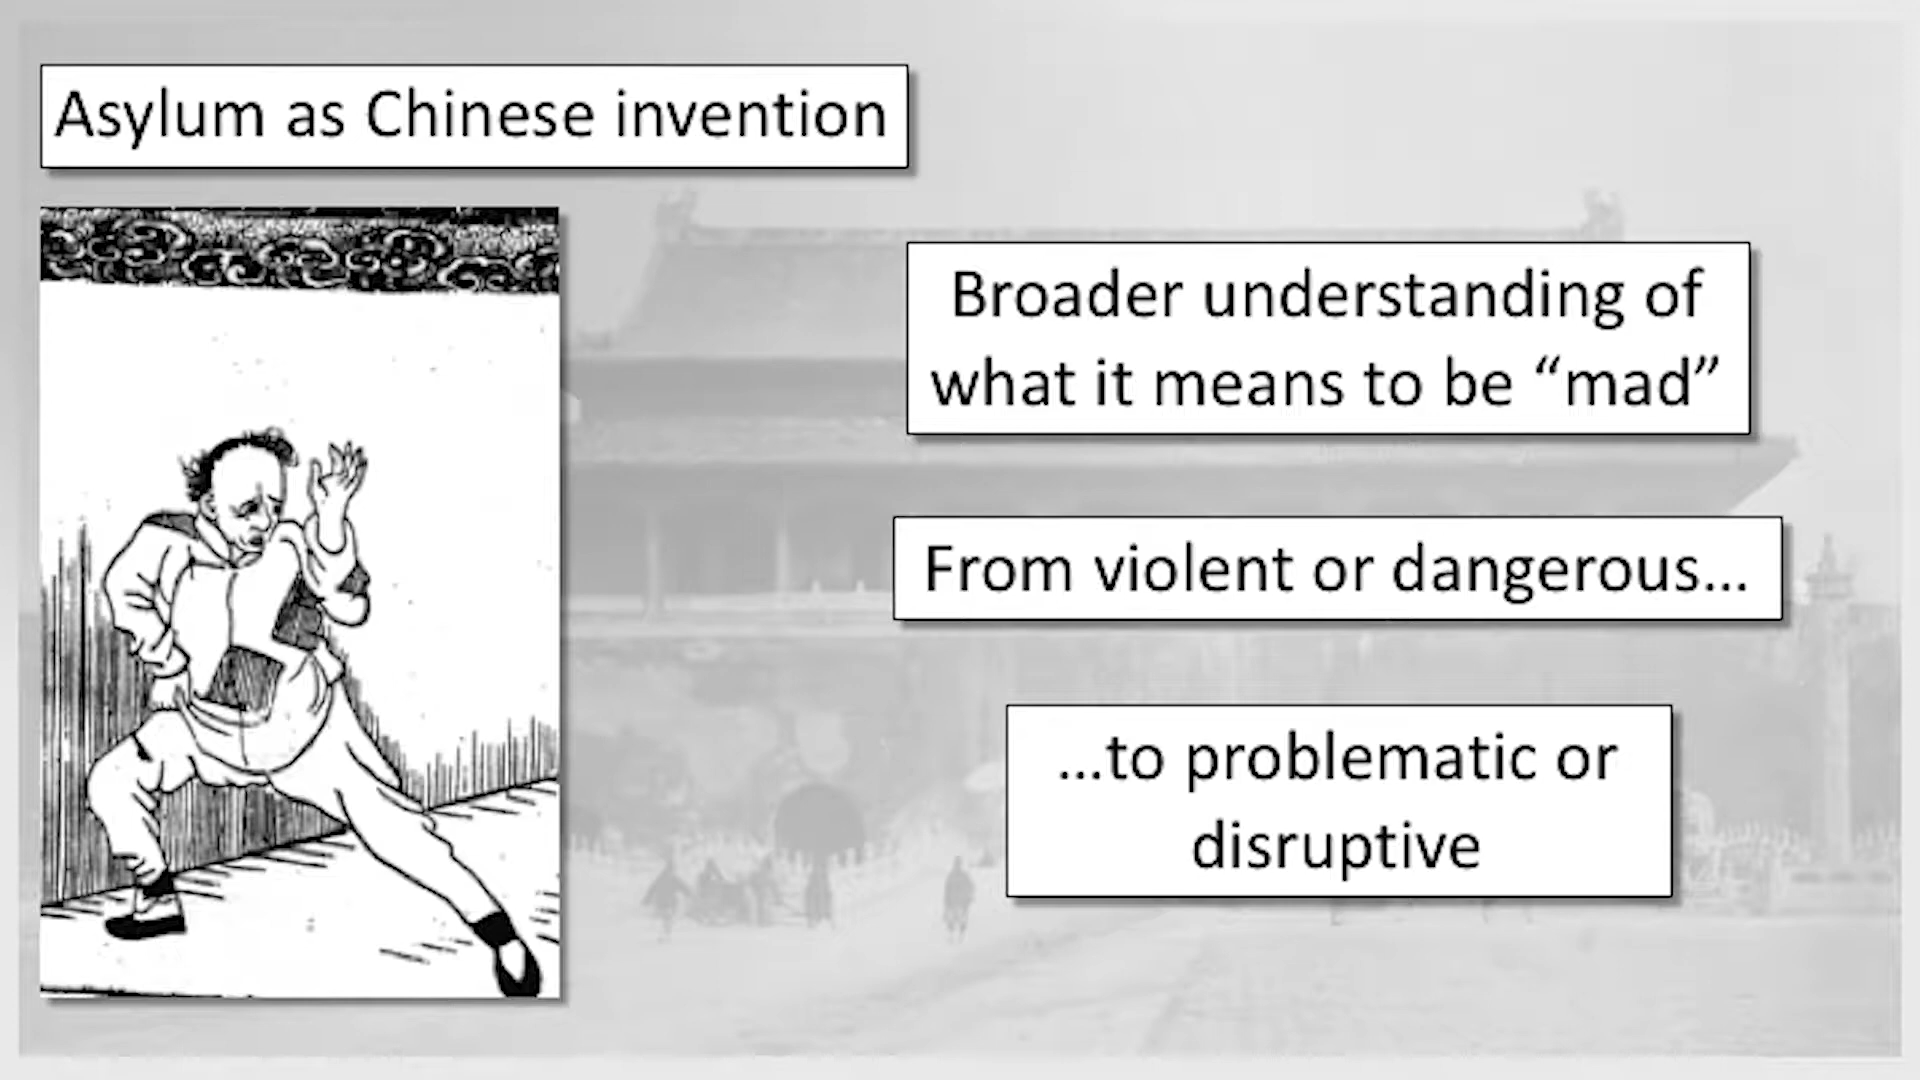 Asylum as Chinese invention
Broader understanding of
what it means to be “mad”
From violent or dangerous...
...to problematic or
disruptive